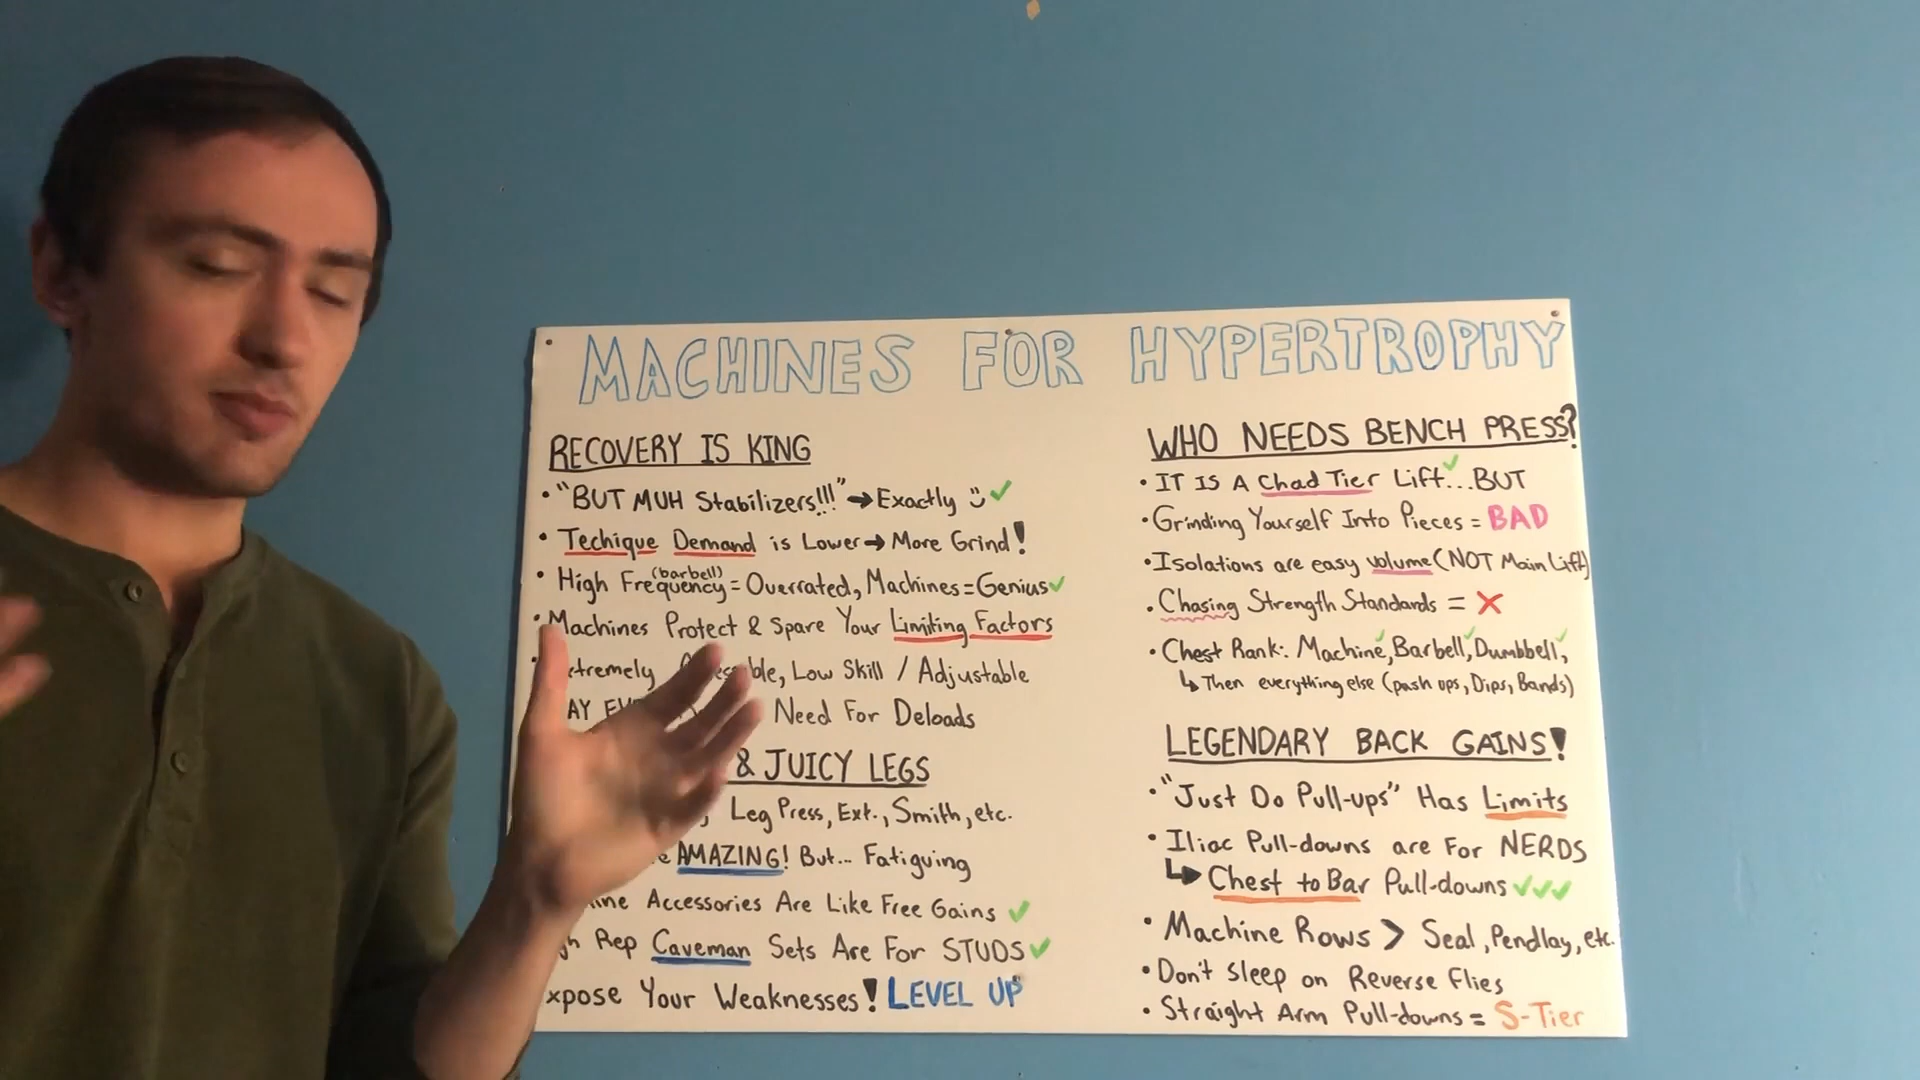 MACHINES FOR HYPERTROPHY
RECOVERY IS KING
• "BUT MUH Stabilizers!!!" → Exactly ✓
• Techique Demand is Lower → More Grind!
• High Frequency (barbell) = Overrated, Machines = Genius ✓
• Machines Protect & Spare Your Limiting Factors
Low Skill / Adjustable
Need For Deloads
& JUICY LEGS
Leg Press, Ext., Smith, etc.
AMAZING! But... Fatiguing
Accessories Are Like Free Gains ✓
Rep Caveman Sets Are For STUDS ✓
Your Weaknesses! LEVEL UP
WHO NEEDS BENCH PRESS?
• IT IS A Chad Tier Lift ✓...BUT
• Grinding Yourself Into Pieces = BAD
• Isolations are easy volume (NOT Main Lift)
• Chasing Strength Standards = X
• Chest Rank: Machine ✓, Barbell ✓, Dumbbell ✓,
↳ Then everything else (push ups, Dips, Bands)
LEGENDARY BACK GAINS!
• "Just Do Pull-ups" Has Limits
• Iliac Pull-downs are For NERDS
↳ Chest to Bar Pull-downs ✓✓✓
• Machine Rows > Seal, Pendlay, etc.
• Don't Sleep on Reverse Flies
• Straight Arm Pull-downs = S-Tier